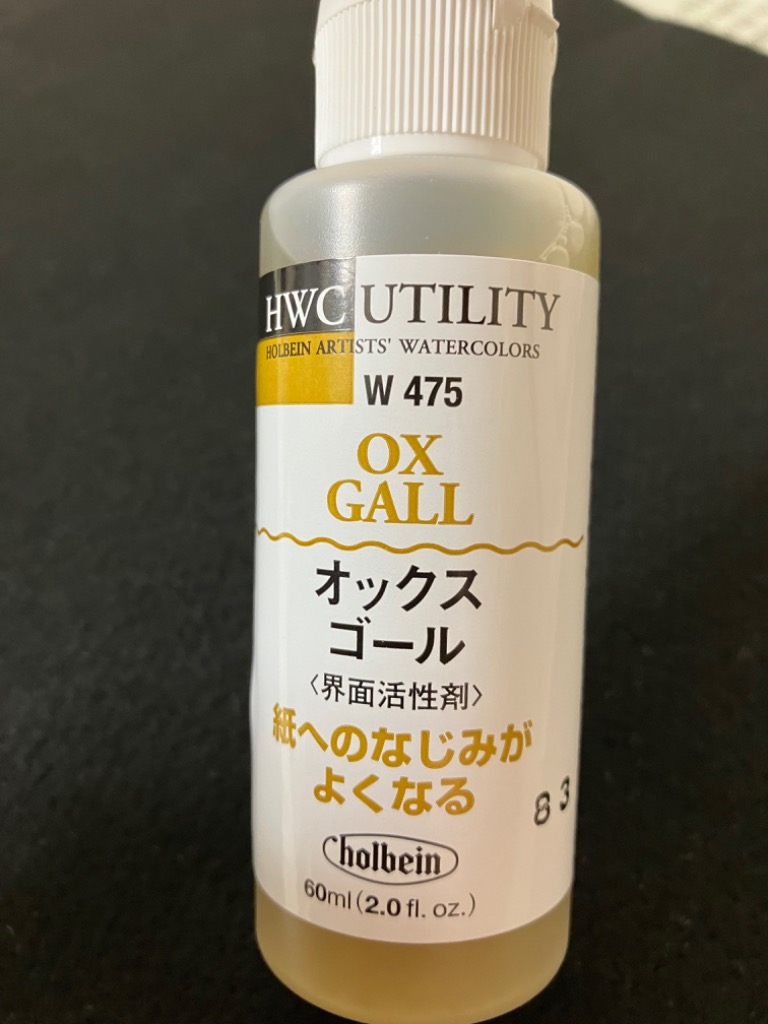 HWC UTILITY
HOLBEIN ARTISTS' WATERCOLORS
W 475
OX
GALL
オックス
ゴール
〈界面活性剤〉
紙へのなじみが
よくなる
83
holbein
60ml (2.0 fl. oz.)